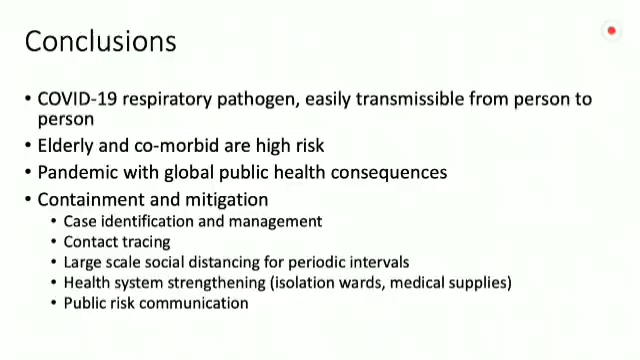 Conclusions
• COVID-19 respiratory pathogen, easily transmissible from person to
person
• Elderly and co-morbid are high risk
• Pandemic with global public health consequences
• Containment and mitigation
• Case identification and management
• Contact tracing
• Large scale social distancing for periodic intervals
• Health system strengthening (isolation wards, medical supplies)
• Public risk communication